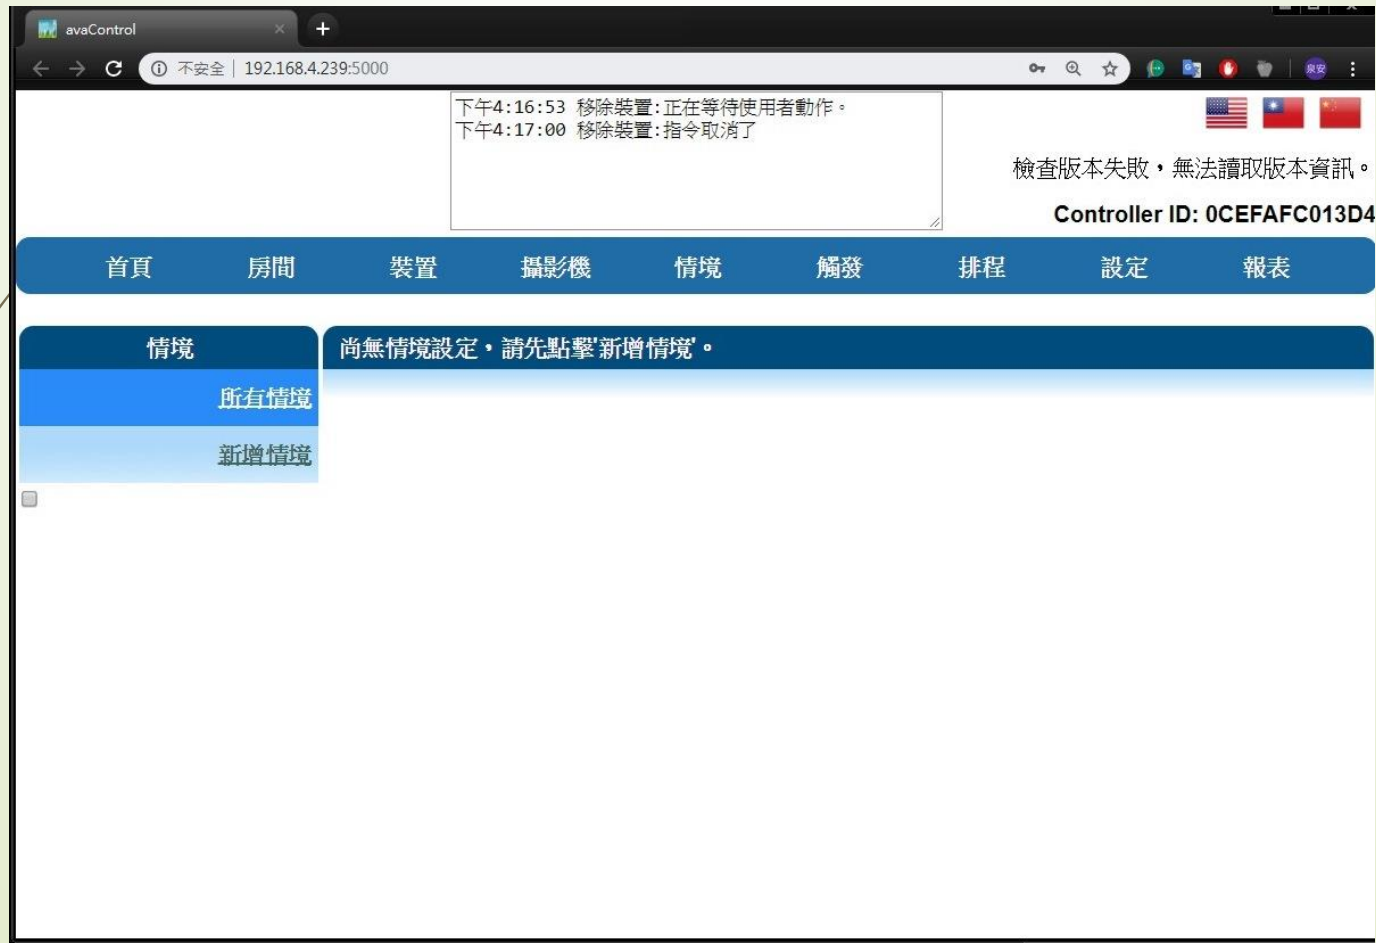 avaControl
不安全 | 192.168.4.239:5000
泉安
下午4:16:53 移除裝置:正在等待使用者動作。
下午4:17:00 移除裝置:指令取消了
檢查版本失敗，無法讀取版本資訊。
Controller ID: 0CEFAFC013D4
首頁 房間 裝置 攝影機 情境 觸發 排程 設定 報表
情境
尚無情境設定，請先點擊'新增情境'。
所有情境
新增情境